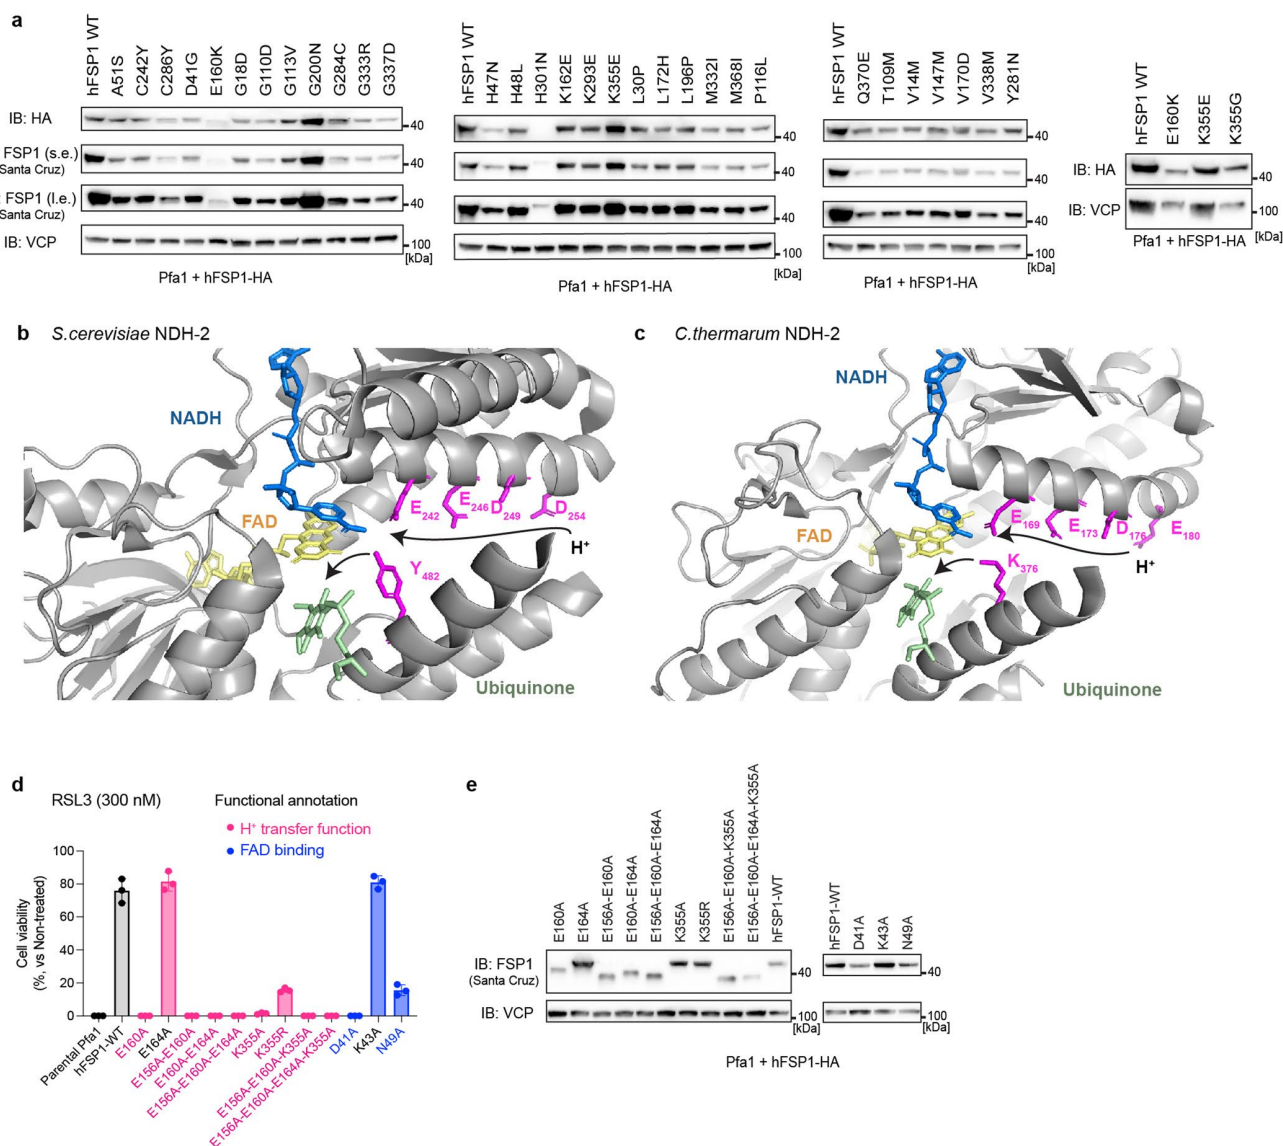 a
hFSP1 WT
A51S
C242Y
C286Y
D41G
E160K
G18D
G110D
G113V
G200N
G284C
G333R
G337D
IB: HA
40
FSP1 (s.e.)
(Santa Cruz)
40
: FSP1 (l.e.)
(Santa Cruz)
40
IB: VCP
100
[kDa]
Pfa1 + hFSP1-HA
hFSP1 WT
H47N
H48L
H301N
K162E
K293E
K355E
L30P
L172H
L196P
M332I
M368I
P116L
40
40
40
100
[kDa]
Pfa1 + hFSP1-HA
hFSP1 WT
Q370E
T109M
V14M
V147M
V170D
V338M
Y281N
40
40
40
100
[kDa]
Pfa1 + hFSP1-HA
hFSP1 WT
E160K
K355E
K355G
IB: HA
40
IB: VCP
100
[kDa]
Pfa1 + hFSP1-HA
b S.cerevisiae NDH-2
NADH
FAD
E242
E246
D249
D254
H+
Y482
Ubiquinone
c C.thermarum NDH-2
NADH
FAD
E169
E173
D176
E180
H+
K376
Ubiquinone
d
RSL3 (300 nM)
Functional annotation
H+ transfer function
FAD binding
Cell viability
(%, vs Non-treated)
100
80
60
40
20
0
Parental Pfa1
hFSP1-WT
E160A
E164A
E156A-E160A
E160A-E164A
E156A-E160A-E164A
K355A
K355R
E156A-E160A-K355A
E156A-E160A-E164A-K355A
D41A
K43A
N49A
e
E160A
E164A
E156A-E160A
E160A-E164A
E156A-E160A-E164A
K355A
K355R
E156A-E160A-K355A
E156A-E160A-E164A-K355A
hFSP1-WT
IB: FSP1
(Santa Cruz)
40
IB: VCP
100
[kDa]
hFSP1-WT
D41A
K43A
N49A
40
100
[kDa]
Pfa1 + hFSP1-HA